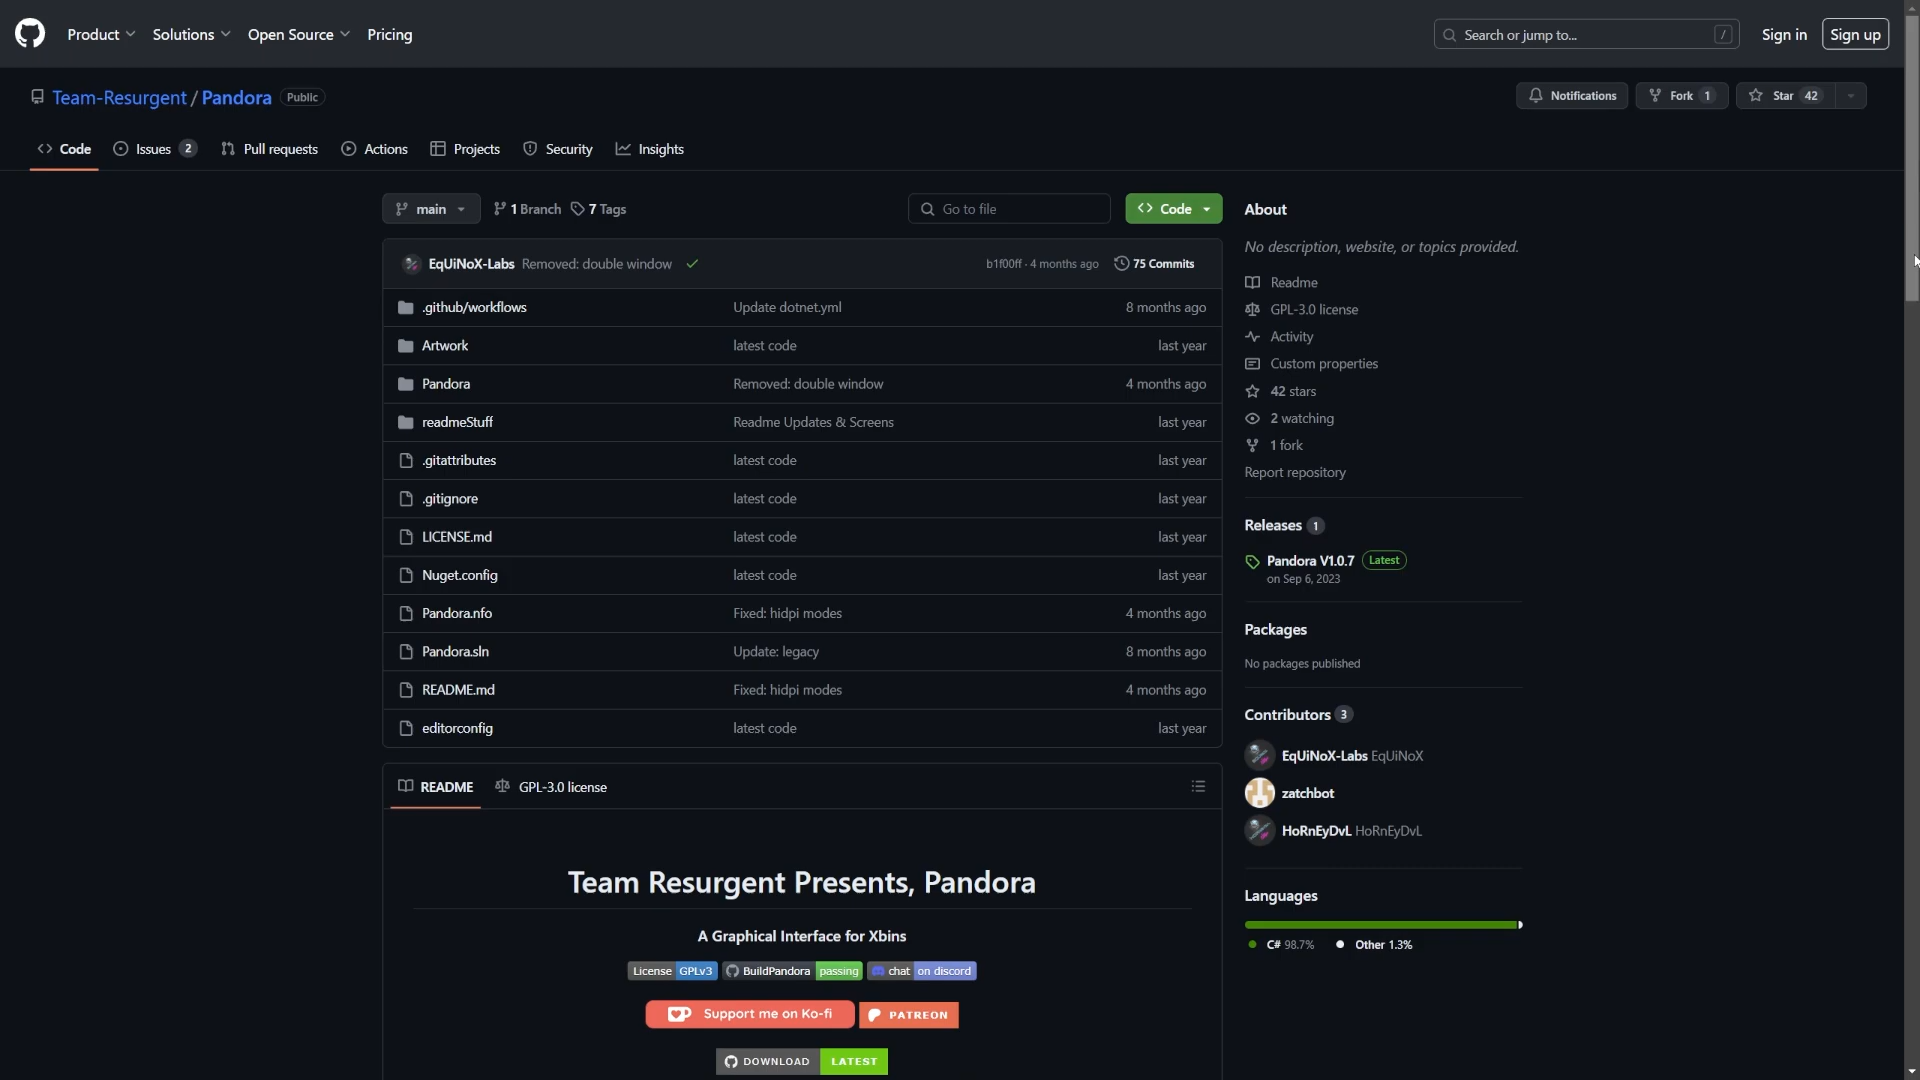 Product Solutions Open Source Pricing Search or jump to... / Sign in Sign up
Team-Resurgent / Pandora Public Notifications Fork 1 Star 42
Code Issues 2 Pull requests Actions Projects Security Insights
main 1 Branch 7 Tags Go to file Code
EqUiNoX-Labs Removed: double window b1f00ff · 4 months ago 75 Commits
.github/workflows Update dotnet.yml 8 months ago
Artwork latest code last year
Pandora Removed: double window 4 months ago
readmeStuff Readme Updates & Screens last year
.gitattributes latest code last year
.gitignore latest code last year
LICENSE.md latest code last year
Nuget.config latest code last year
Pandora.nfo Fixed: hidpi modes 4 months ago
Pandora.sln Update: legacy 8 months ago
README.md Fixed: hidpi modes 4 months ago
editorconfig latest code last year
README GPL-3.0 license
Team Resurgent Presents, Pandora
A Graphical Interface for Xbins
License GPLv3 BuildPandora passing chat on discord
Support me on Ko-fi PATREON
DOWNLOAD LATEST
About
No description, website, or topics provided.
Readme
GPL-3.0 license
Activity
Custom properties
42 stars
2 watching
1 fork
Report repository
Releases 1
Pandora V1.0.7 Latest
on Sep 6, 2023
Packages
No packages published
Contributors 3
EqUiNoX-Labs EqUiNoX
zatchbot
HoRnEyDvL HoRnEyDvL
Languages
C# 98.7% Other 1.3%